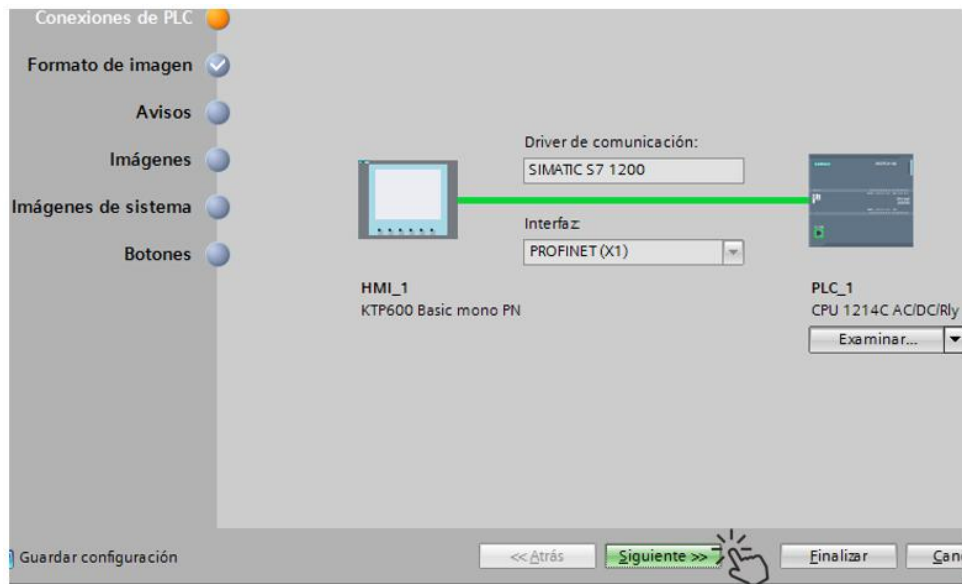 Conexiones de PLC
Formato de imagen
Avisos
Imágenes
Imágenes de sistema
Botones
Driver de comunicación:
SIMATIC S7 1200
Interfaz:
PROFINET (X1)
HMI_1
KTP600 Basic mono PN
PLC_1
CPU 1214C AC/DC/Rly
Examinar...
Guardar configuración
<< Atrás
Siguiente >>
Finalizar
Can